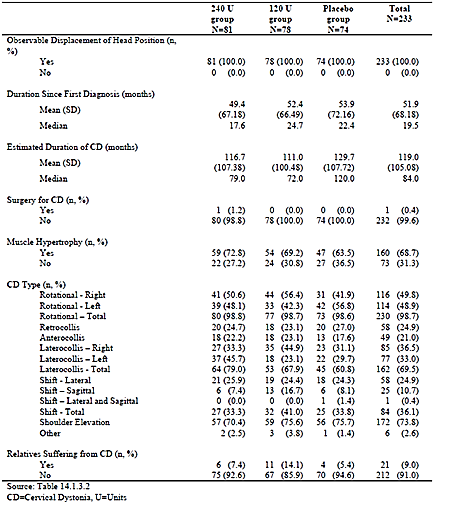 240 U group N=81 120 U group N=78 Placebo group N=74 Total N=233
Observable Displacement of Head Position (n, %)
Yes 81 (100.0) 78 (100.0) 74 (100.0) 233 (100.0)
No 0 (0.0) 0 (0.0) 0 (0.0) 0 (0.0)
Duration Since First Diagnosis (months)
Mean (SD) 49.4 (67.18) 52.4 (66.49) 53.9 (72.16) 51.9 (68.18)
Median 17.6 24.7 22.4 19.5
Estimated Duration of CD (months)
Mean (SD) 116.7 (107.38) 111.0 (100.48) 129.7 (107.72) 119.0 (105.08)
Median 79.0 72.0 120.0 84.0
Surgery for CD (n, %)
Yes 1 (1.2) 0 (0.0) 0 (0.0) 1 (0.4)
No 80 (98.8) 78 (100.0) 74 (100.0) 232 (99.6)
Muscle Hypertrophy (n, %)
Yes 59 (72.8) 54 (69.2) 47 (63.5) 160 (68.7)
No 22 (27.2) 24 (30.8) 27 (36.5) 73 (31.3)
CD Type (n, %)
Rotational - Right 41 (50.6) 44 (56.4) 31 (41.9) 116 (49.8)
Rotational - Left 39 (48.1) 33 (42.3) 42 (56.8) 114 (48.9)
Rotational – Total 80 (98.8) 77 (98.7) 73 (98.6) 230 (98.7)
Retrocollis 20 (24.7) 18 (23.1) 20 (27.0) 58 (24.9)
Anterocollis 18 (22.2) 18 (23.1) 13 (17.6) 49 (21.0)
Laterocollis – Right 27 (33.3) 35 (44.9) 23 (31.1) 85 (36.5)
Laterocollis – Left 37 (45.7) 18 (23.1) 22 (29.7) 77 (33.0)
Laterocollis - Total 64 (79.0) 53 (67.9) 45 (60.8) 162 (69.5)
Shift - Lateral 21 (25.9) 19 (24.4) 18 (24.3) 58 (24.9)
Shift – Sagittal 6 (7.4) 13 (16.7) 6 (8.1) 25 (10.7)
Shift – Lateral and Sagittal 0 (0.0) 0 (0.0) 1 (1.4) 1 (0.4)
Shift - Total 27 (33.3) 32 (41.0) 25 (33.8) 84 (36.1)
Shoulder Elevation 57 (70.4) 59 (75.6) 56 (75.7) 172 (73.8)
Other 2 (2.5) 3 (3.8) 1 (1.4) 6 (2.6)
Relatives Suffering from CD (n, %)
Yes 6 (7.4) 11 (14.1) 4 (5.4) 21 (9.0)
No 75 (92.6) 67 (85.9) 70 (94.6) 212 (91.0)
Source: Table 14.1.3.2
CD=Cervical Dystonia, U=Units